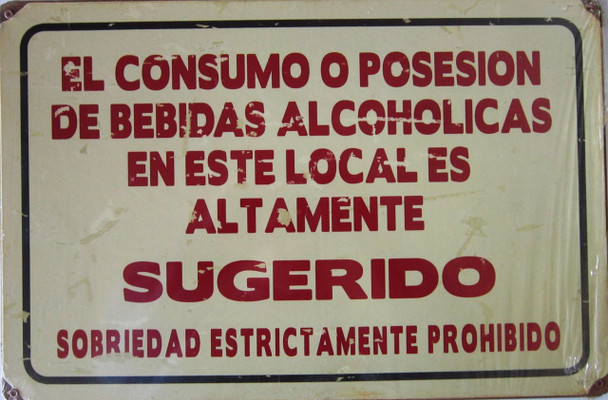 EL CONSUMO O POSESION
DE BEBIDAS ALCOHOLICAS
EN ESTE LOCAL ES
ALTAMENTE
SUGERIDO
SOBRIEDAD ESTRICTAMENTE PROHIBIDO